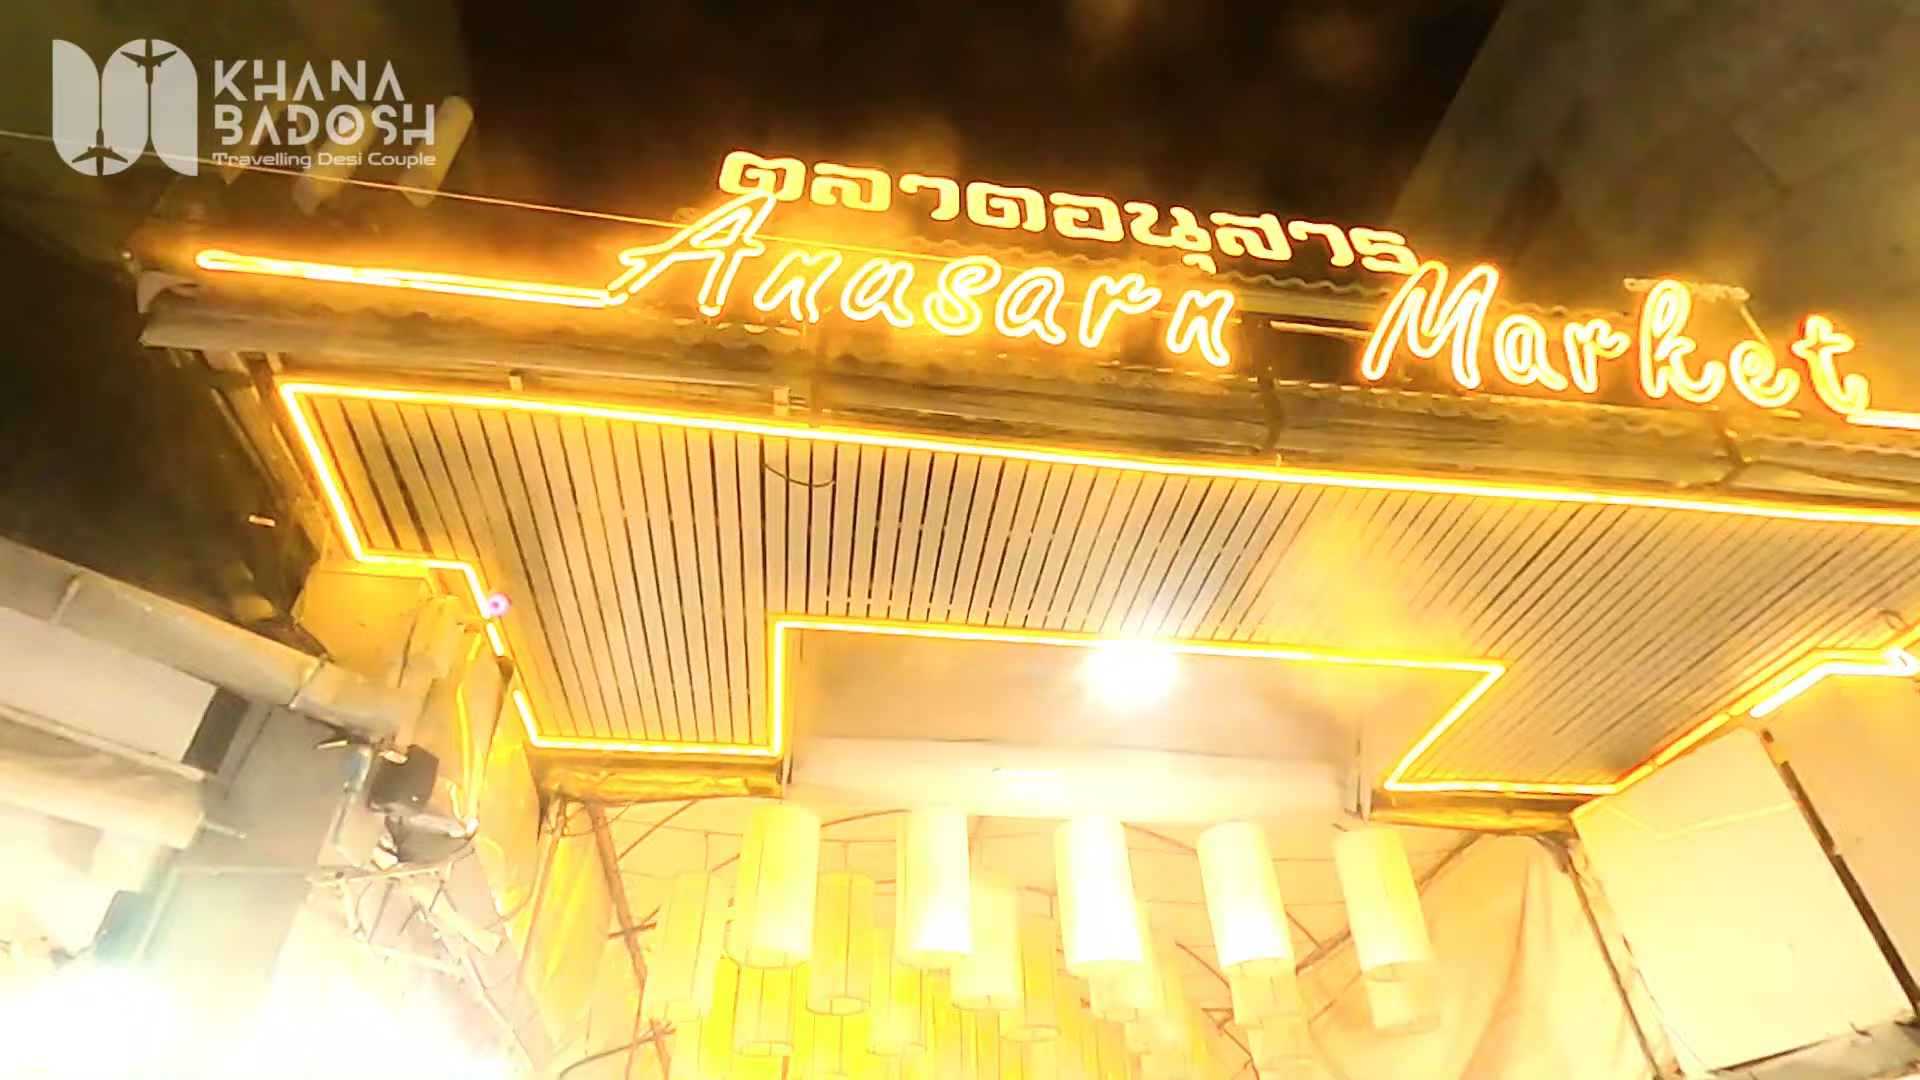 KHANA
BADOSH
Travelling Desi Couple
ตลาดอนุสาร
Anusarn Market